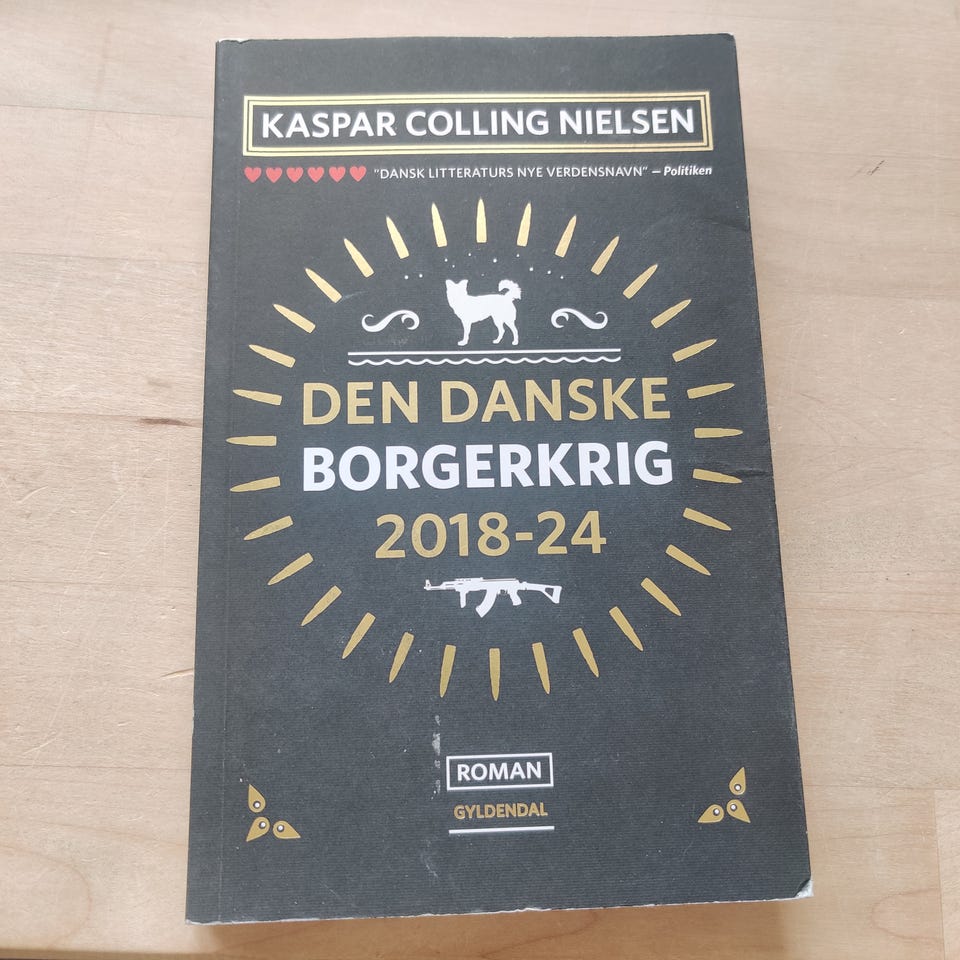 KASPAR COLLING NIELSEN
"DANSK LITTERATURS NYE VERDENSNAVN" – Politiken
DEN DANSKE
BORGERKRIG
2018-24
ROMAN
GYLDENDAL